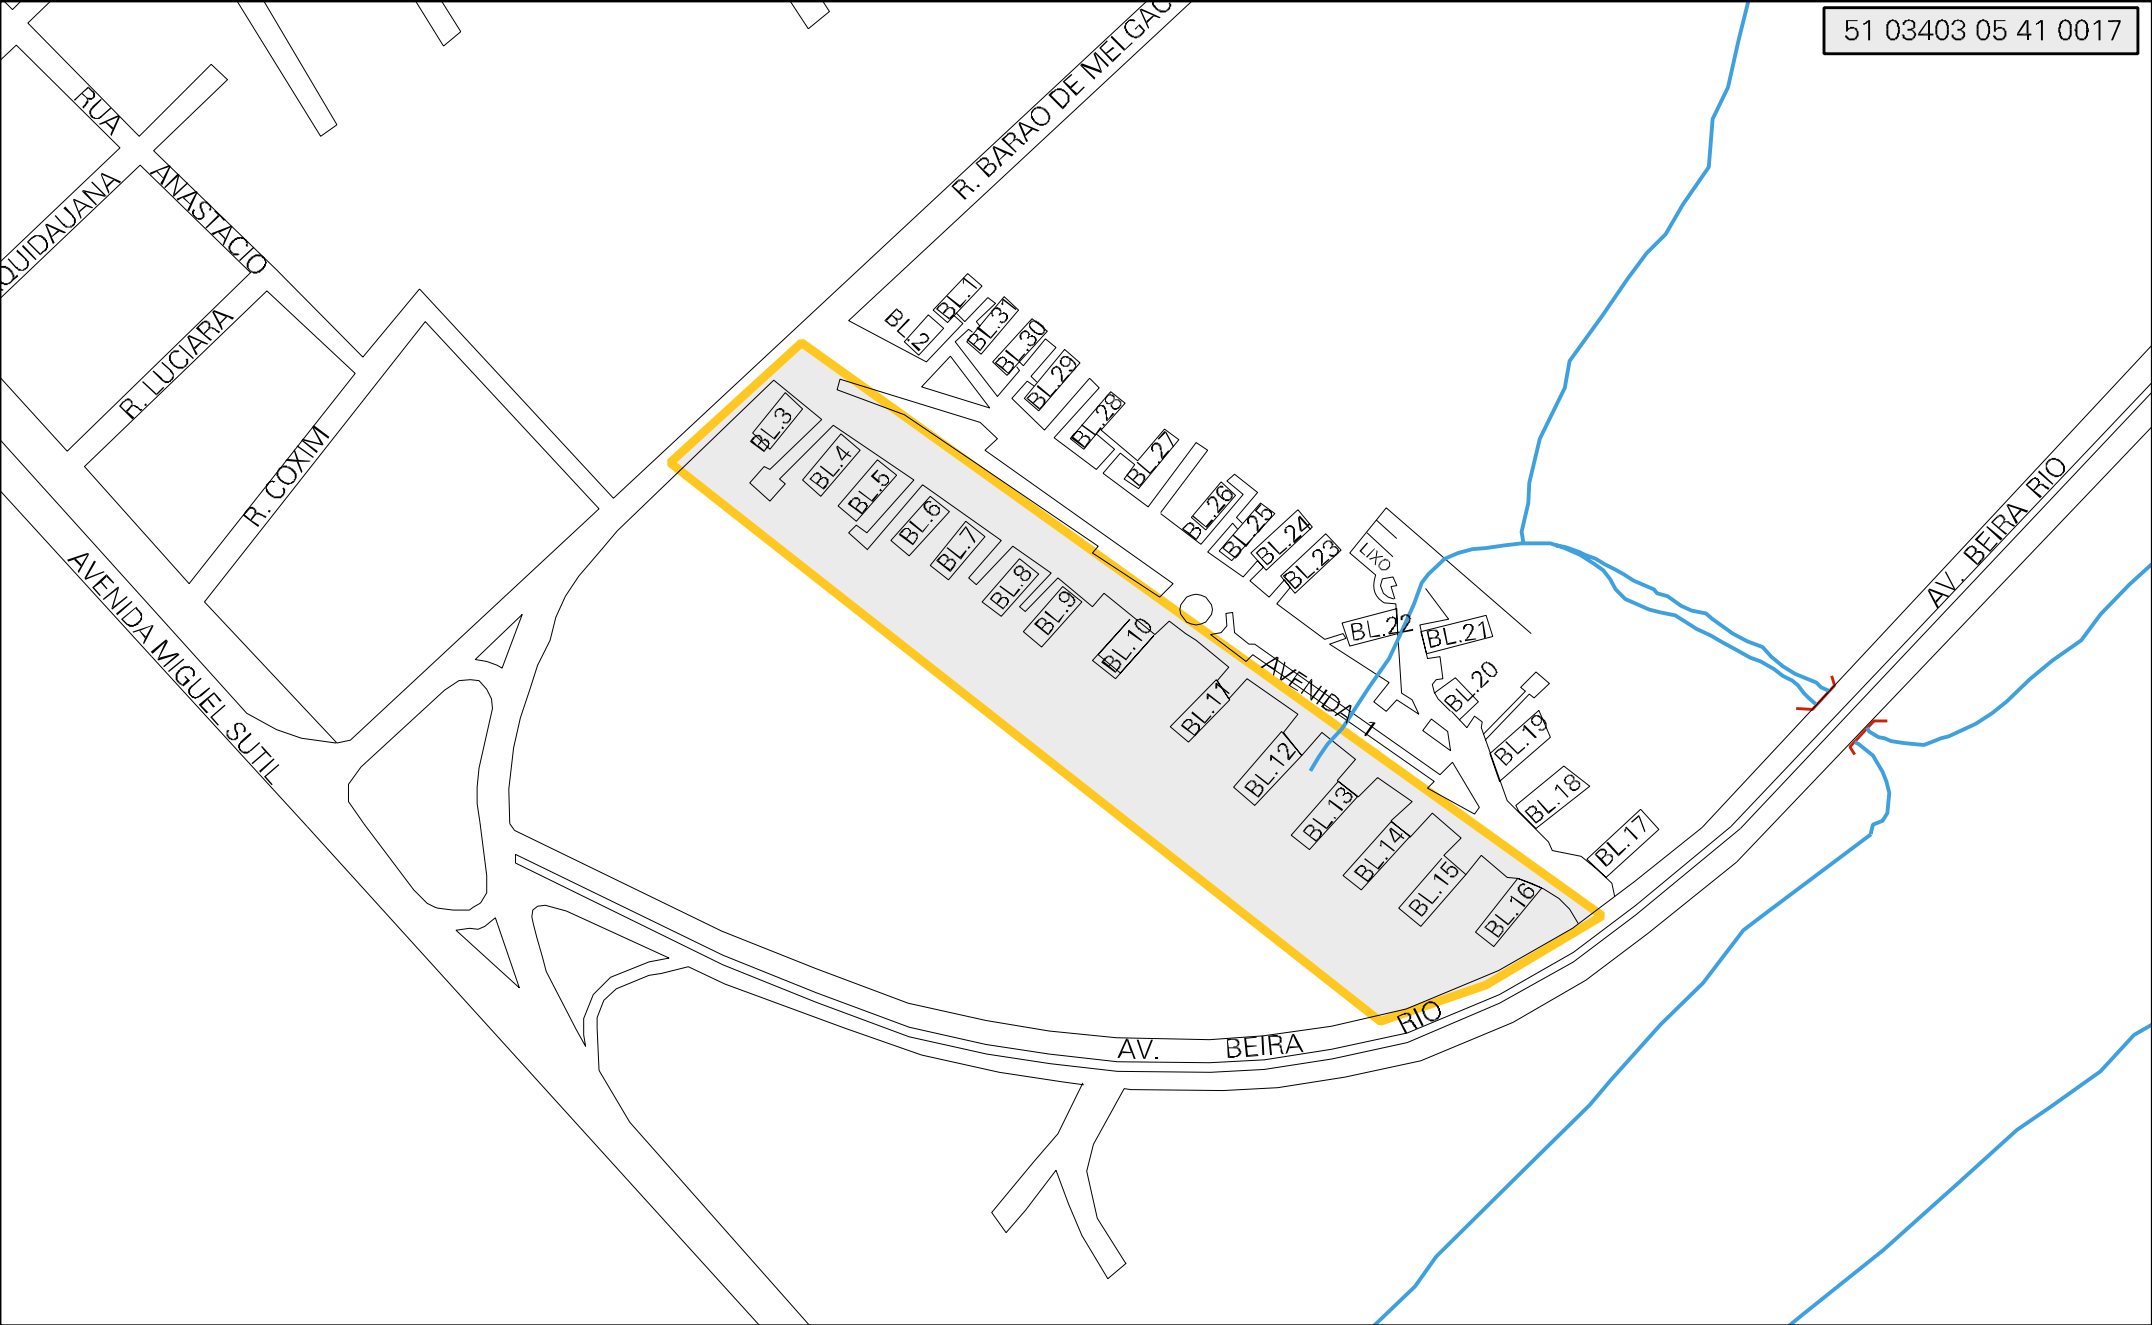 51 03403 05 41 0017
R. BARAO DE MELGAC
RUA
ANASTACIO
QUIDAUANA
R. LUCIARA
R. COXIM
AVENIDA MIGUEL SUTIL
BL.1
BL.2
BL.31
BL.30
BL.29
BL.28
BL.27
BL.26
BL.25
BL.24
BL.23
LIXO
BL.22
BL.21
BL.20
BL.19
BL.18
BL.17
BL.3
BL.4
BL.5
BL.6
BL.7
BL.8
BL.9
BL.10
BL.11
BL.12
BL.13
BL.14
BL.15
BL.16
AVENIDA 1
AV. BEIRA RIO
AV. BEIRA RIO